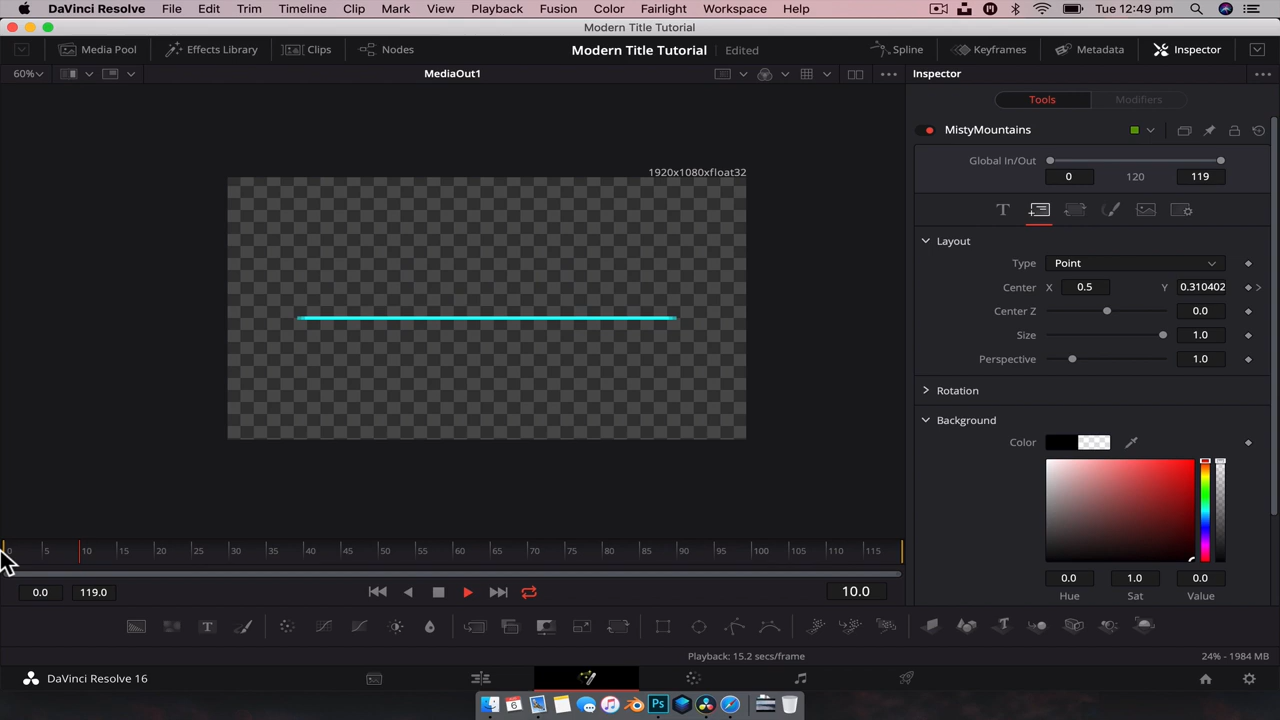 DaVinci Resolve File Edit Trim Timeline Clip Mark View Playback Fusion Color Fairlight Workspace Help Tue 12:49 pm
Modern Title Tutorial
Media Pool Effects Library Clips Nodes Modern Title Tutorial Edited Spline Keyframes Metadata Inspector
60% MediaOut1 Inspector
Tools Modifiers
MistyMountains
Global In/Out
0 120 119
1920x1080xfloat32
Layout
Type Point
Center X 0.5 Y 0.310402
Center Z 0.0
Size 1.0
Perspective 1.0
Rotation
Background
Color
0 5 10 15 20 25 30 35 40 45 50 55 60 65 70 75 80 85 90 95 100 105 110 115
0.0 119.0 10.0
0.0 1.0 0.0
Hue Sat Value
Playback: 15.2 secs/frame 24% - 1984 MB
DaVinci Resolve 16
6
Ps